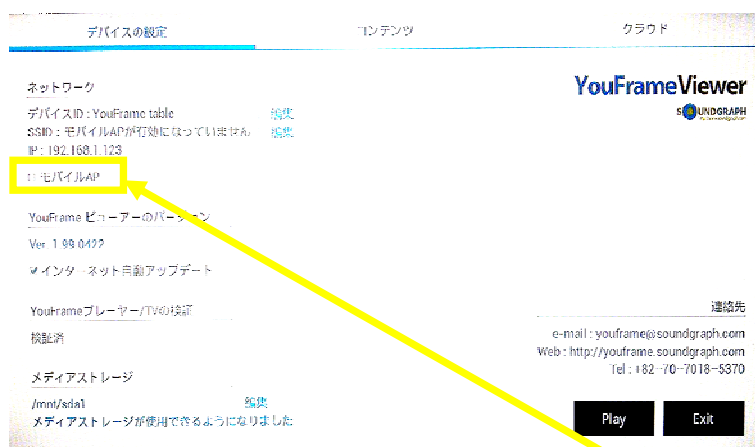 デバイスの設定
コンテンツ
クラウド
ネットワーク
デバイスID : YouFrame table 編集
SSID : モバイルAPが有効になっていません 編集
IP : 192.168.1.123
モバイルAP
YouFrame ビューアーのバージョン
Ver. 1.99.0422
インターネット自動アップデート
YouFrameプレーヤー/TVの検証
検証済
メディアストレージ
/mnt/sda1 編集
メディアストレージが使用できるようになりました
YouFrameViewer
SOUNDGRAPH
連絡先
e-mail : youframe@soundgraph.com
Web : http://youframe.soundgraph.com
Tel : +82-70-7018-5370
Play
Exit